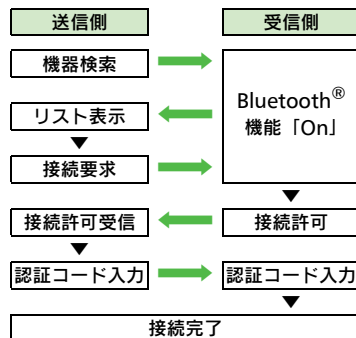 送信側
受信側
機器検索
Bluetooth®
機能「On」
リスト表示
▼
接続要求
▼
接続許可受信
接続許可
▼
認証コード入力
認証コード入力
▼
接続完了